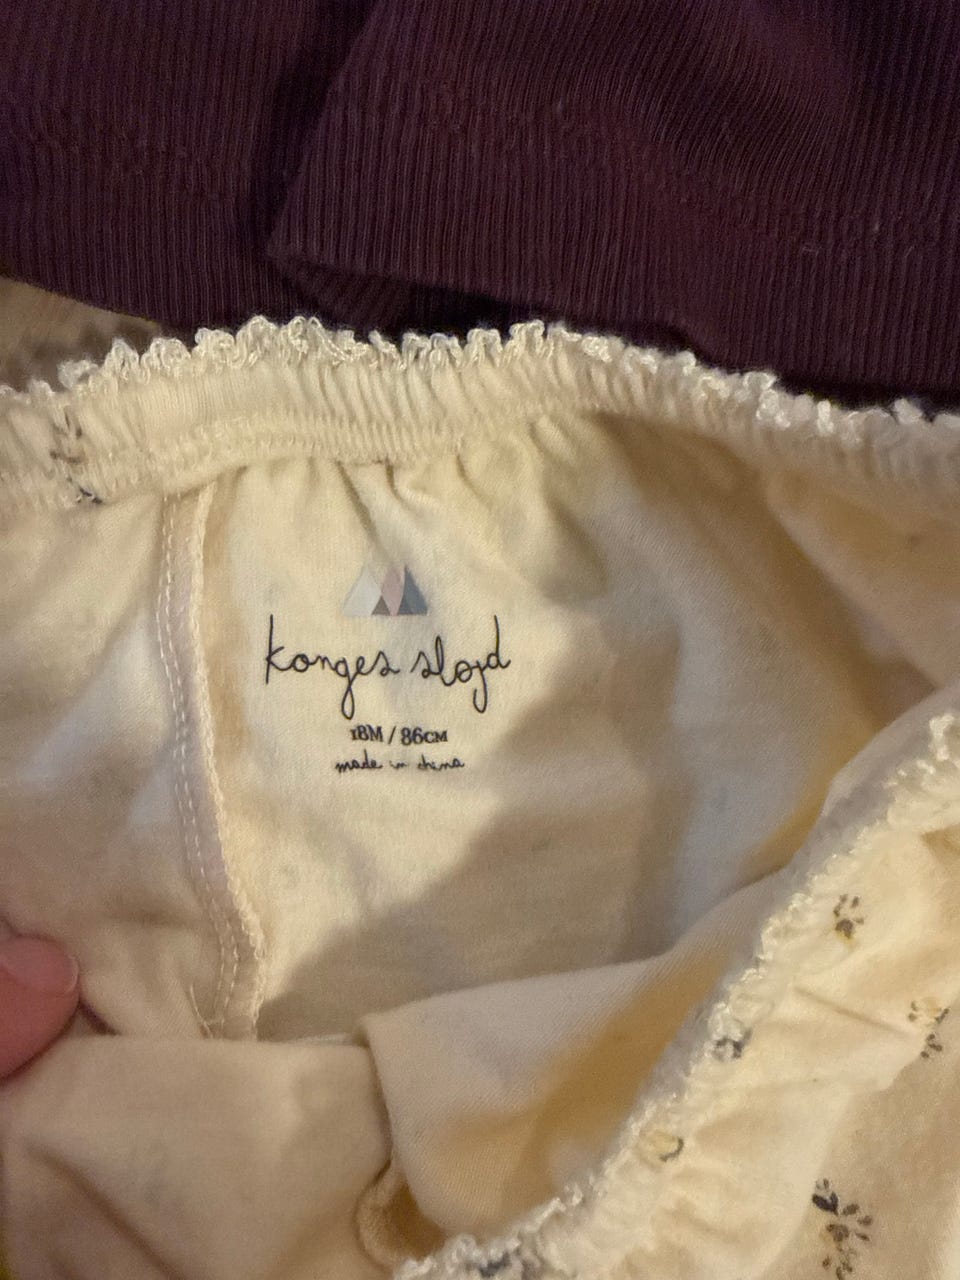 konges sløjd
18M / 86CM
made in china